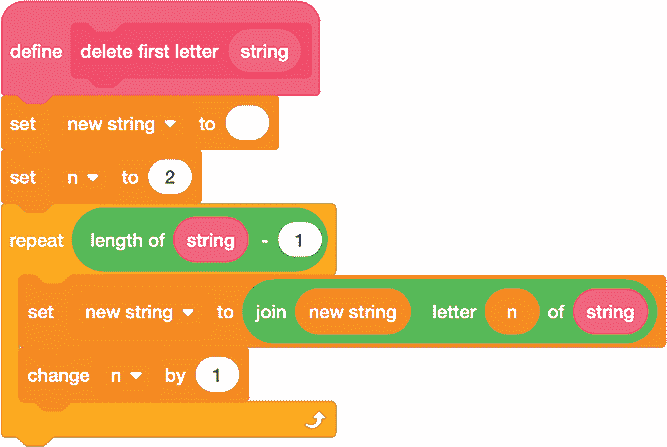 define delete first letter string
set new string to
set n to 2
repeat length of string - 1
set new string to join new string letter n of string
change n by 1